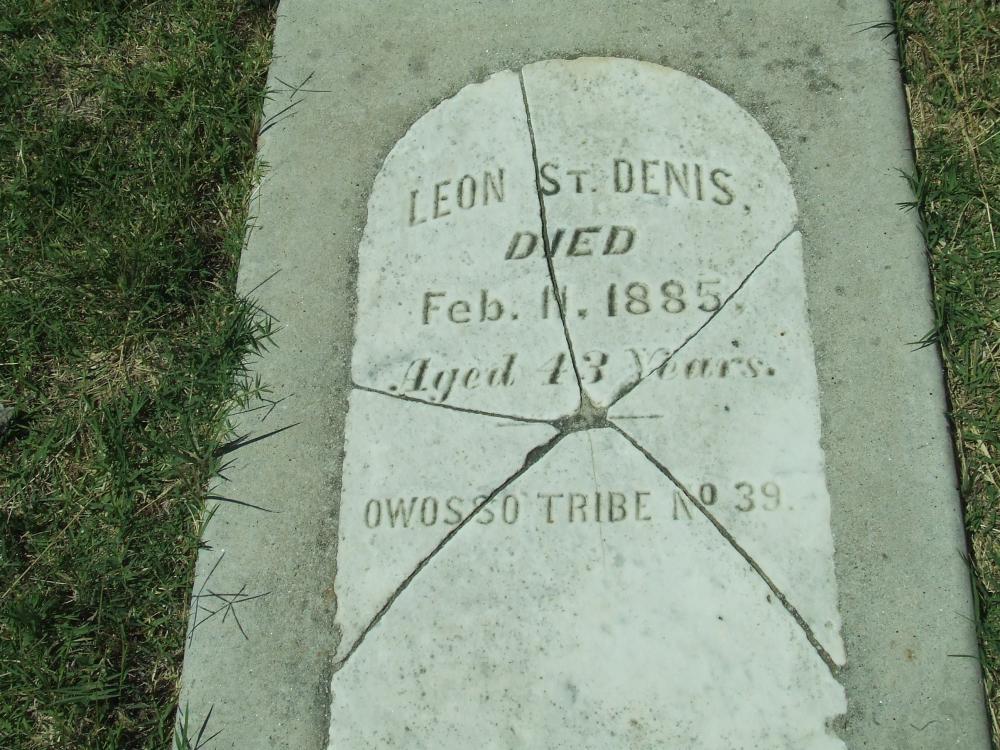 LEON ST. DENIS,
DIED
Feb. 11, 1885,
Aged 43 Years.
OWOSSO TRIBE NO 39.